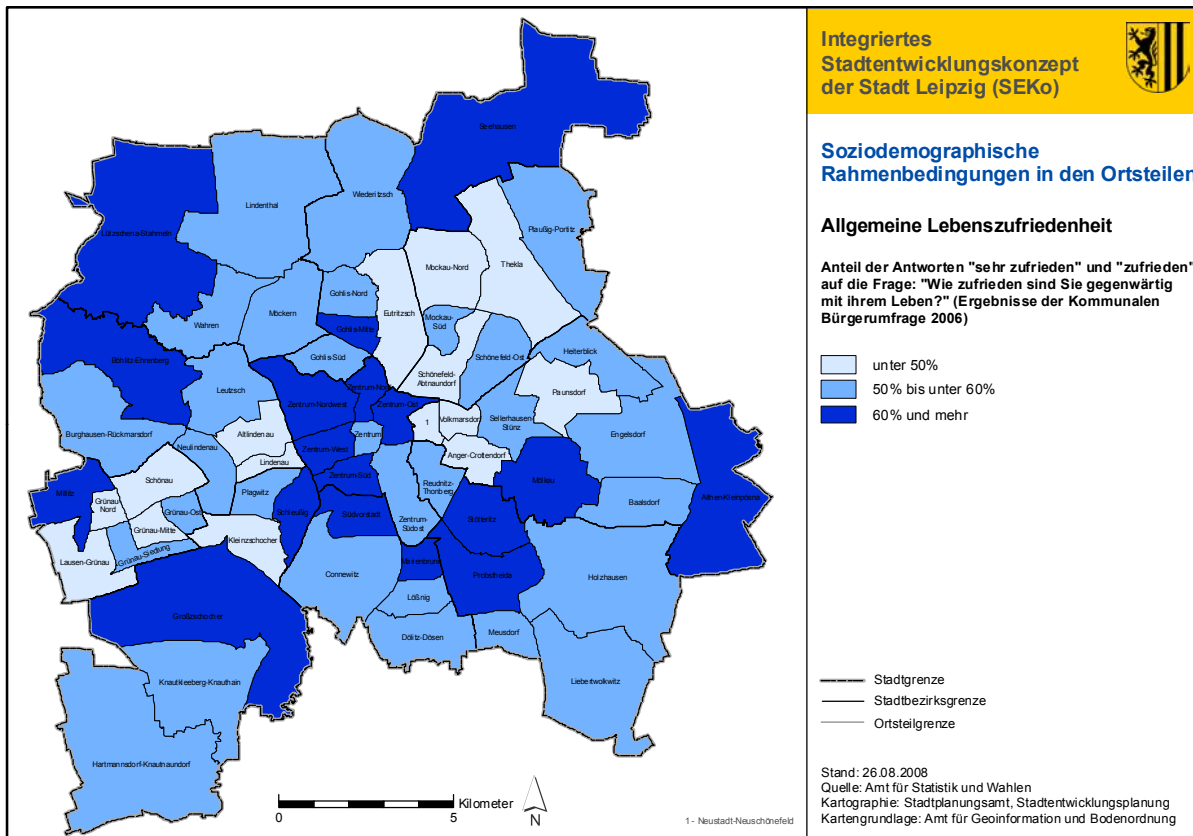 Integriertes
Stadtentwicklungskonzept
der Stadt Leipzig (SEKo)
Soziodemographische
Rahmenbedingungen in den Ortsteilen
Allgemeine Lebenszufriedenheit
Anteil der Antworten "sehr zufrieden" und "zufrieden"
auf die Frage: "Wie zufrieden sind Sie gegenwärtig
mit ihrem Leben?" (Ergebnisse der Kommunalen
Bürgerumfrage 2006)
unter 50%
50% bis unter 60%
60% und mehr
Stadtgrenze
Stadtbezirksgrenze
Ortsteilgrenze
Stand: 26.08.2008
Quelle: Amt für Statistik und Wahlen
Kartographie: Stadtplanungsamt, Stadtentwicklungsplanung
Kartengrundlage: Amt für Geoinformation und Bodenordnung
Seehausen
Wiederitzsch
Lindenthal
Plaußig-Portitz
Lützschena-Stahmeln
Thekla
Mockau-Nord
Gohlis-Nord
Möckern
Eutritzsch
Mockau-Süd
Wahren
Gohlis-Mitte
Gohlis-Süd
Schönefeld-Ost
Heiterblick
Böhlitz-Ehrenberg
Schönefeld-
Abtnaundorf
Leutzsch
Zentrum-Nord
Paunsdorf
Zentrum-Nordwest
Zentrum-Ost
Volkmarsdorf
1
Sellerhausen-
Stünz
Burghausen-Rückmarsdorf
Altlindenau
Zentrum
Engelsdorf
Neulindenau
Zentrum-West
Anger-Crottendorf
Lindenau
Schönau
Zentrum-Süd
Mölkau
Miltitz
Plagwitz
Reudnitz-
Thonberg
Grünau-
Nord
Grünau-Ost
Schleußig
Südvorstadt
Baalsdorf
Althen-Kleinpösna
Grünau-Mitte
Zentrum-
Südost
Stötteritz
Kleinzschocher
Grünau-Siedlung
Lausen-Grünau
Marienbrunn
Probstheida
Connewitz
Holzhausen
Lößnig
Großzschocher
Dölitz-Dösen
Meusdorf
Knautkleeberg-Knauthain
Liebertwolkwitz
Hartmannsdorf-Knautnaundorf
Kilometer
0
5
N
1 - Neustadt-Neuschönefeld